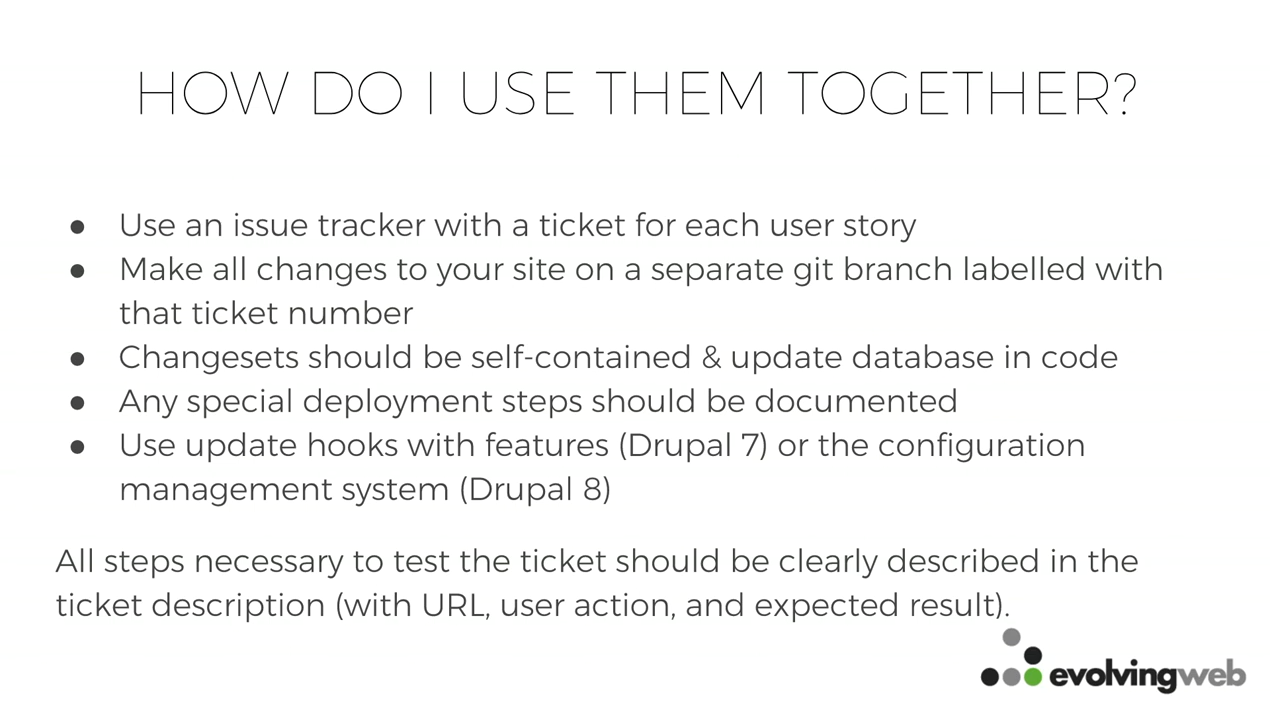 HOW DO I USE THEM TOGETHER?
● Use an issue tracker with a ticket for each user story
● Make all changes to your site on a separate git branch labelled with
that ticket number
● Changesets should be self-contained & update database in code
● Any special deployment steps should be documented
● Use update hooks with features (Drupal 7) or the configuration
management system (Drupal 8)
All steps necessary to test the ticket should be clearly described in the
ticket description (with URL, user action, and expected result).
evolvingweb